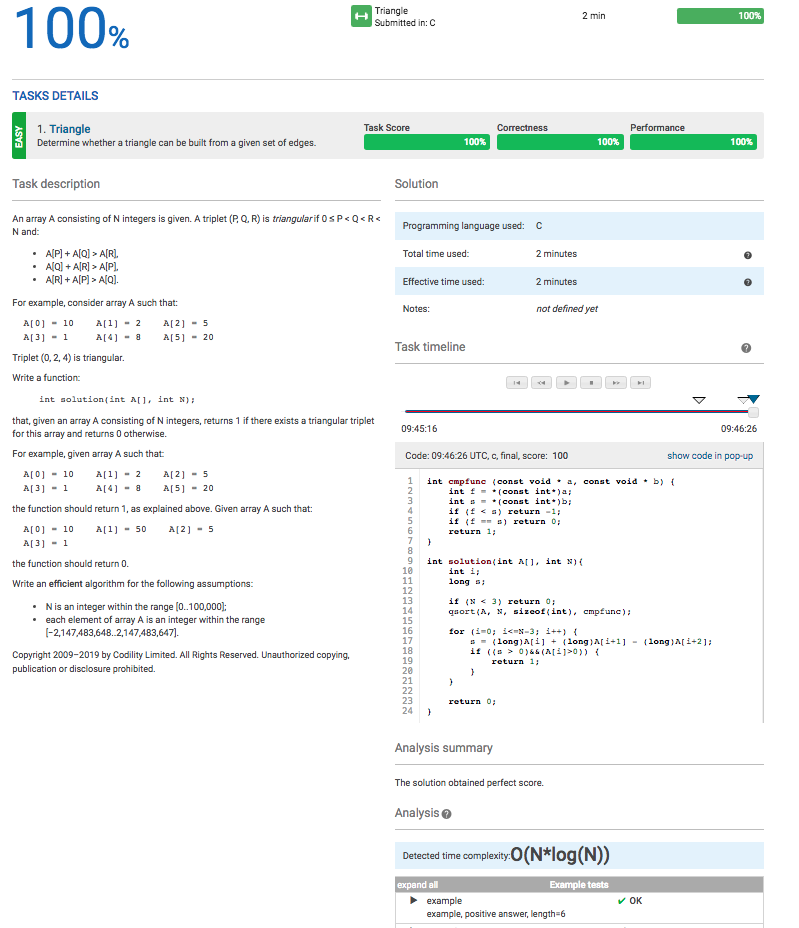 100%
Triangle
Submitted in: C
2 min
100%
TASKS DETAILS
EASY
1. Triangle
Determine whether a triangle can be built from a given set of edges.
Task Score
100%
Correctness
100%
Performance
100%
Task description
An array A consisting of N integers is given. A triplet (P, Q, R) is triangular if 0 ≤ P < Q < R <
N and:
• A[P] + A[Q] > A[R],
• A[Q] + A[R] > A[P],
• A[R] + A[P] > A[Q].
For example, consider array A such that:
A[0] = 10 A[1] = 2 A[2] = 5
A[3] = 1 A[4] = 8 A[5] = 20
Triplet (0, 2, 4) is triangular.
Write a function:
int solution(int A[], int N);
that, given an array A consisting of N integers, returns 1 if there exists a triangular triplet
for this array and returns 0 otherwise.
For example, given array A such that:
A[0] = 10 A[1] = 2 A[2] = 5
A[3] = 1 A[4] = 8 A[5] = 20
the function should return 1, as explained above. Given array A such that:
A[0] = 10 A[1] = 50 A[2] = 5
A[3] = 1
the function should return 0.
Write an efficient algorithm for the following assumptions:
• N is an integer within the range [0..100,000];
• each element of array A is an integer within the range
[−2,147,483,648..2,147,483,647].
Copyright 2009–2019 by Codility Limited. All Rights Reserved. Unauthorized copying,
publication or disclosure prohibited.
Solution
Programming language used: C
Total time used: 2 minutes ?
Effective time used: 2 minutes ?
Notes: not defined yet
Task timeline ?
09:45:16 09:46:26
Code: 09:46:26 UTC, c, final, score: 100 show code in pop-up
1 int cmpfunc (const void * a, const void * b) {
2 int f = *(const int*)a;
3 int s = *(const int*)b;
4 if (f < s) return -1;
5 if (f == s) return 0;
6 return 1;
7 }
8
9 int solution(int A[], int N){
10 int i;
11 long s;
12
13 if (N < 3) return 0;
14 qsort(A, N, sizeof(int), cmpfunc);
15
16 for (i=0; i<=N-3; i++) {
17 s = (long)A[i] + (long)A[i+1] - (long)A[i+2];
18 if ((s > 0)&&(A[i]>0)) {
19 return 1;
20 }
21 }
22
23 return 0;
24 }
Analysis summary
The solution obtained perfect score.
Analysis ?
Detected time complexity: O(N*log(N))
expand all Example tests
▶ example ✔ OK
example, positive answer, length=6